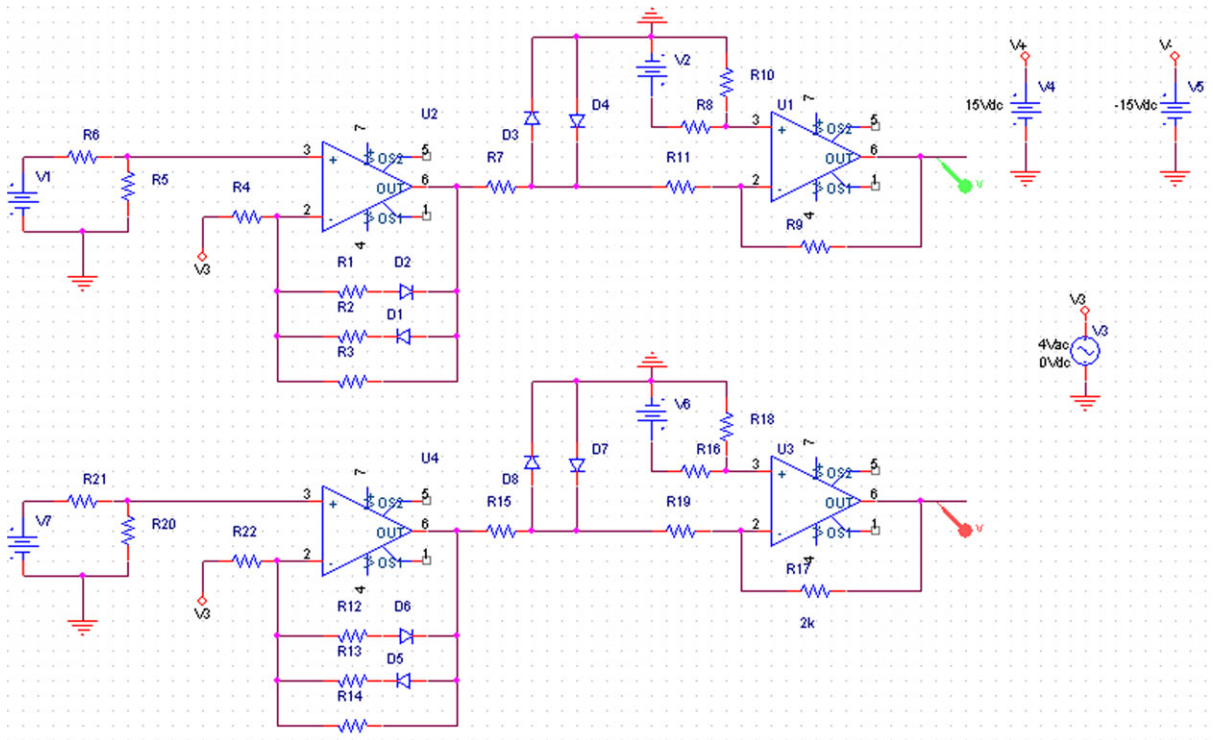 V+
V-
V2
R10
V4
V5
15Vdc
-15Vdc
U2
D3
D4
R8
U1
7
3
+
OS2
5
R6
7
R7
R11
OUT
6
V
V1
R5
R4
3
+
OS2
5
OUT
6
2
-
OS1
1
4
2
-
OS1
1
4
R9
V3
R1
D2
R2
D1
R3
V3
V3
4Vac
0Vdc
V6
R18
U4
D8
D7
R16
U3
7
3
+
OS2
5
R21
7
R15
R19
OUT
6
V
V7
R20
R22
3
+
OS2
5
OUT
6
2
-
OS1
1
4
2
-
OS1
1
4
R17
2k
V3
R12
D6
R13
D5
R14